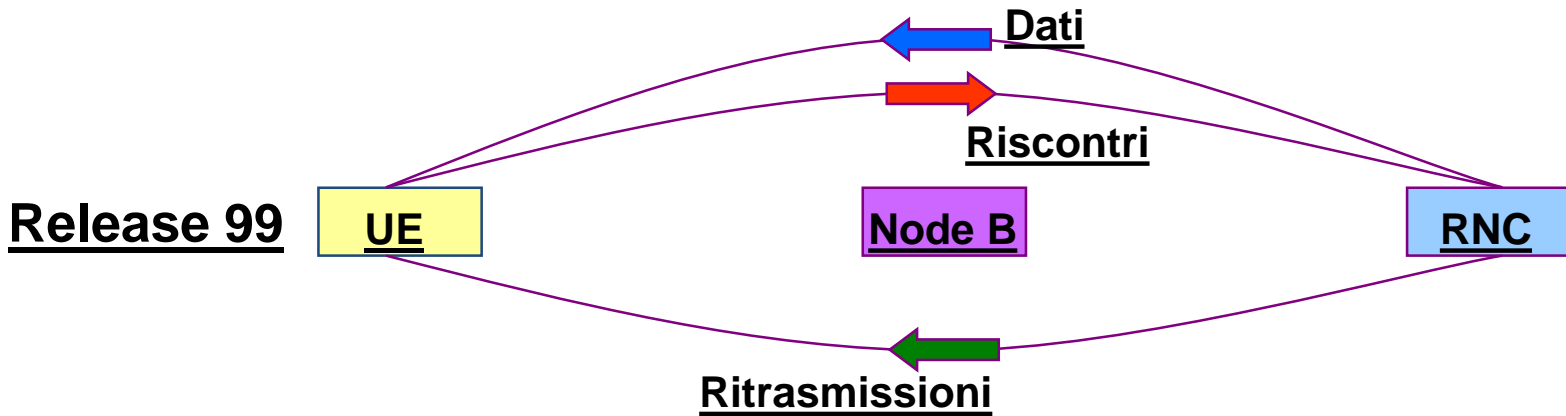 Dati
Riscontri
Release 99
UE
Node B
RNC
Ritrasmissioni